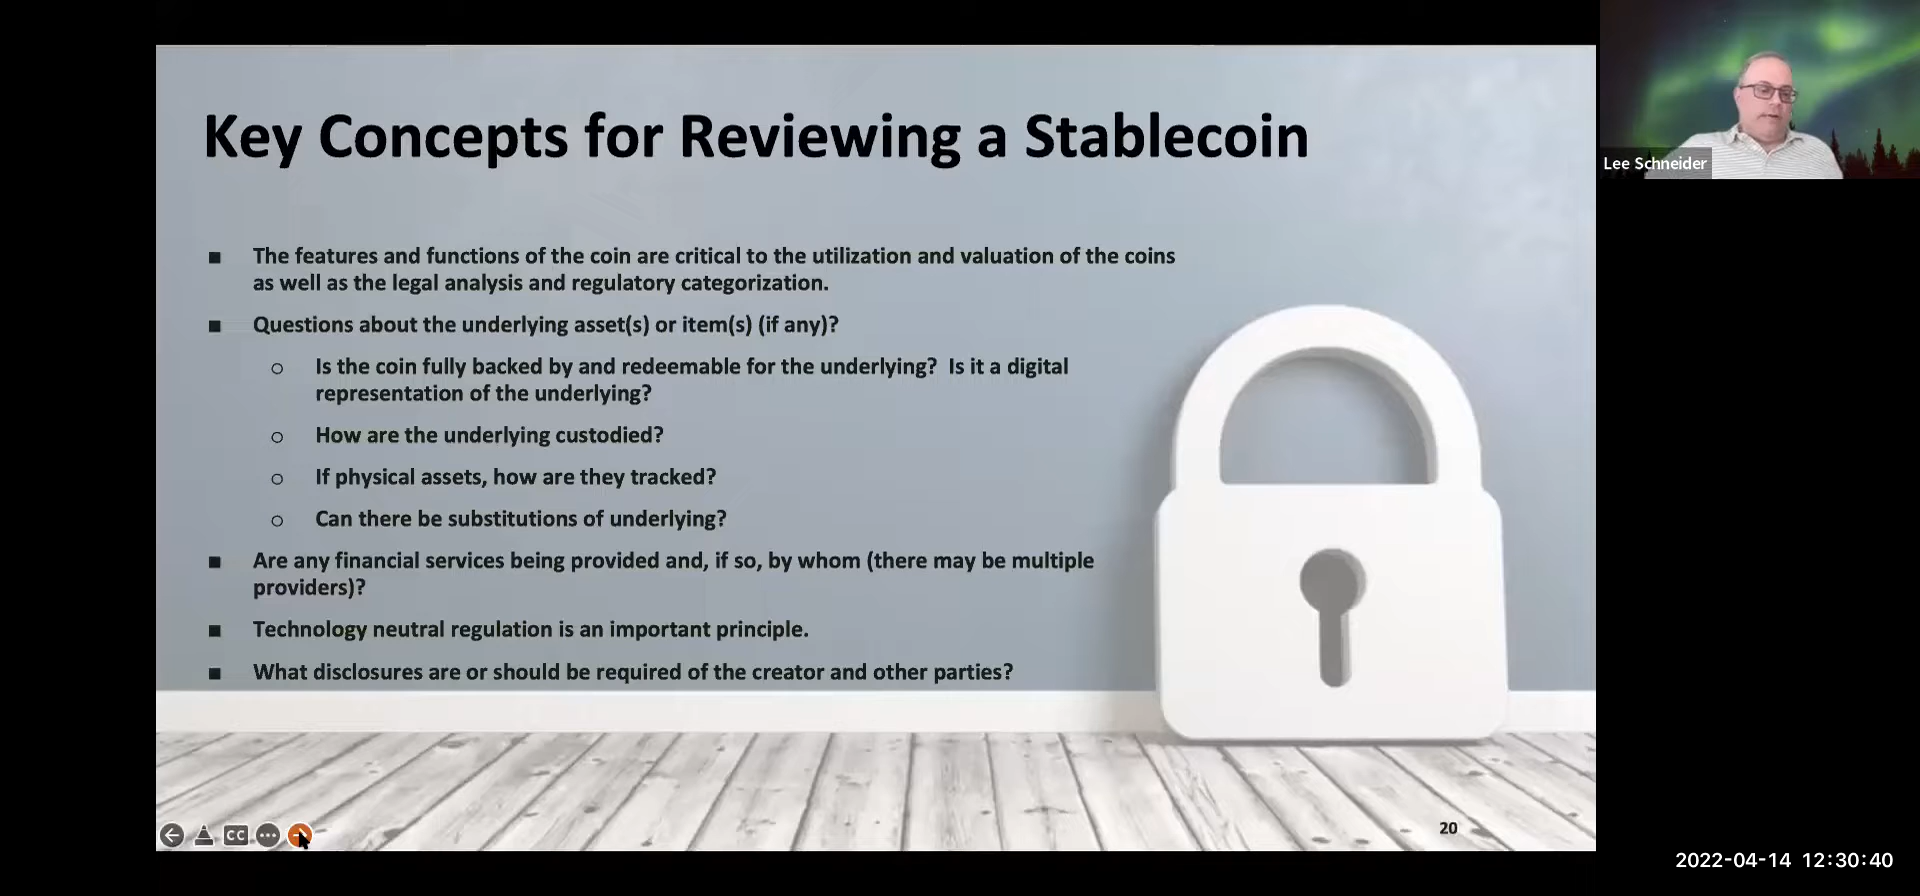 Key Concepts for Reviewing a Stablecoin
■ The features and functions of the coin are critical to the utilization and valuation of the coins
as well as the legal analysis and regulatory categorization.
■ Questions about the underlying asset(s) or item(s) (if any)?
○ Is the coin fully backed by and redeemable for the underlying?  Is it a digital
representation of the underlying?
○ How are the underlying custodied?
○ If physical assets, how are they tracked?
○ Can there be substitutions of underlying?
■ Are any financial services being provided and, if so, by whom (there may be multiple
providers)?
■ Technology neutral regulation is an important principle.
■ What disclosures are or should be required of the creator and other parties?
CC
20
Lee Schneider
2022-04-14 12:30:40